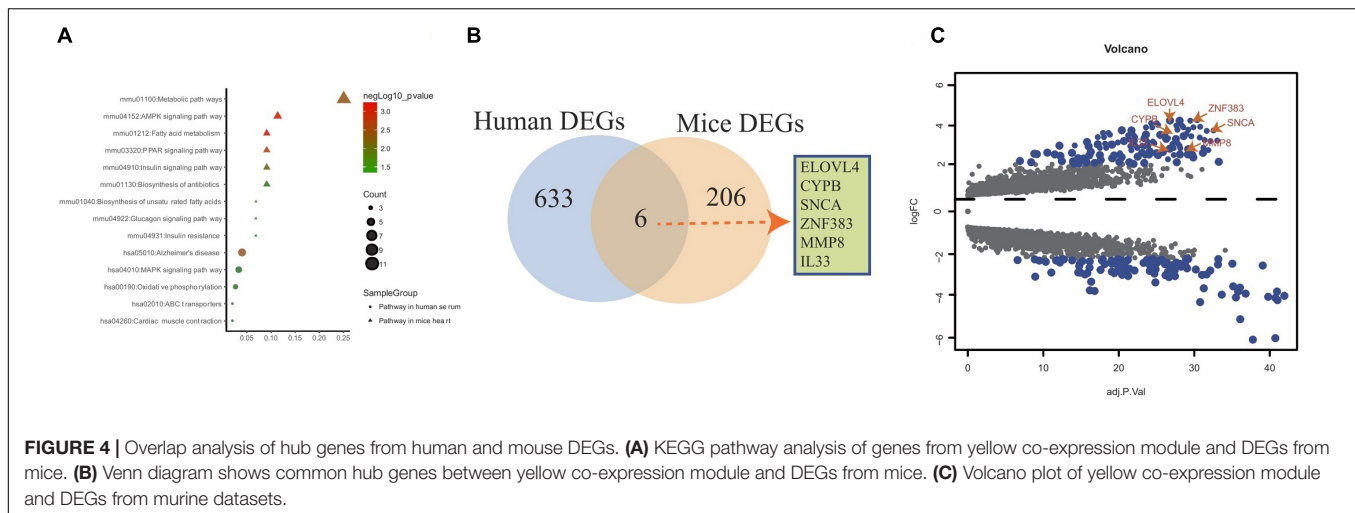 A
mmu01100:Metabolic path ways
mmu04152:AMPK signaling path way
mmu01212:Fatty acid metabolism
mmu03320:PPAR signaling path way
mmu04910:Insulin signaling path way
mmu01130:Biosynthesis of antibiotics
mmu01040:Biosynthesis of unsatu rated fatty acids
mmu04922:Glucagon signaling path way
mmu04931:Insulin resistance
hsa05010:Alzheimer's disease
hsa04010:MAPK signaling path way
hsa00190:Oxidati ve phosphorylation
hsa02010:ABC t ransporters
hsa04260:Cardiac muscle contraction
0.05 0.10 0.15 0.20 0.25
negLog10_pvalue
3.0
2.5
2.0
1.5
Count
3
5
7
9
11
SampleGroup
Pathway in human se rum
Pathway in mice hea rt
B
Human DEGs
Mice DEGs
633
6
206
ELOVL4
CYPB
SNCA
ZNF383
MMP8
IL33
C
Volcano
logFC
6
4
2
0
-2
-4
-6
ELOVL4
ZNF383
CYPB
SNCA
MMP8
0 10 20 30 40
adj.P.Val
FIGURE 4 | Overlap analysis of hub genes from human and mouse DEGs. (A) KEGG pathway analysis of genes from yellow co-expression module and DEGs from
mice. (B) Venn diagram shows common hub genes between yellow co-expression module and DEGs from mice. (C) Volcano plot of yellow co-expression module
and DEGs from murine datasets.